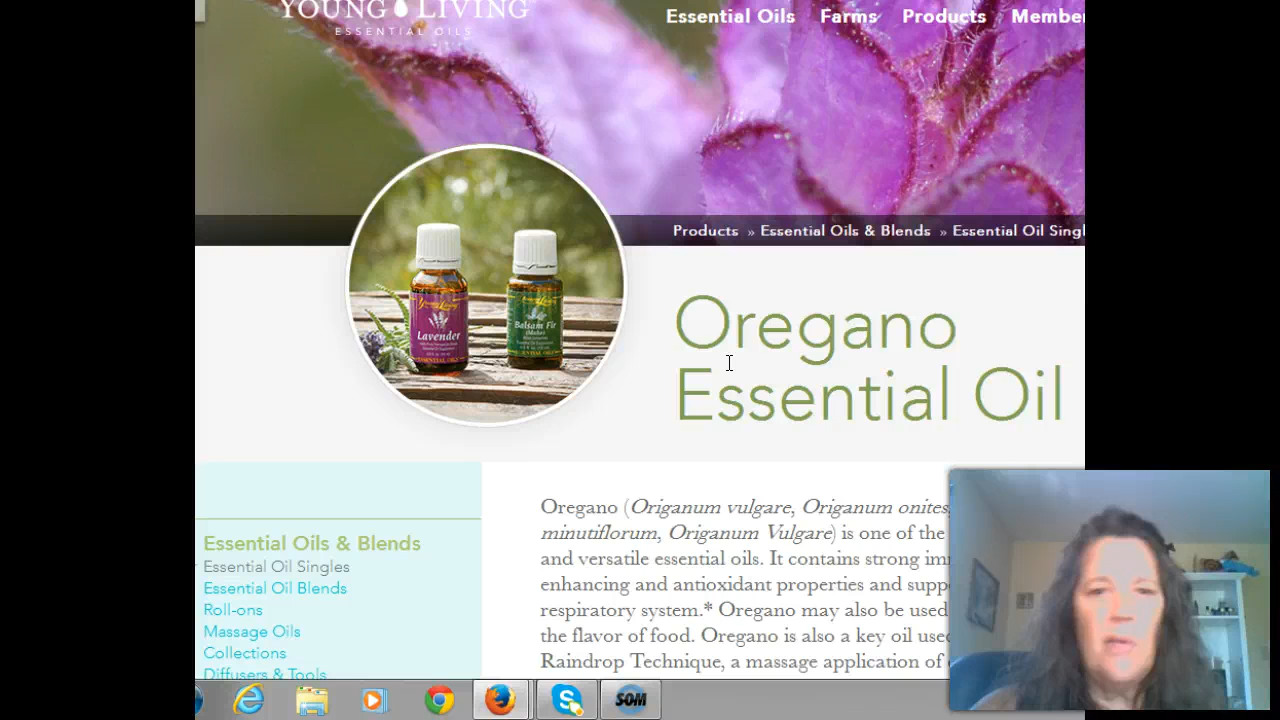 YOUNG LIVING
ESSENTIAL OILS
Essential Oils Farms Products Member
Products » Essential Oils & Blends » Essential Oil Singl
Lavender
Balsam Fir
Oregano
Essential Oil
Oregano (Origanum vulgare, Origanum onites,
minutiflorum, Origanum Vulgare) is one of the
and versatile essential oils. It contains strong im
enhancing and antioxidant properties and supp
respiratory system.* Oregano may also be used
the flavor of food. Oregano is also a key oil use
Raindrop Technique, a massage application of
Essential Oils & Blends
Essential Oil Singles
Essential Oil Blends
Roll-ons
Massage Oils
Collections
Diffusers & Tools
SOM